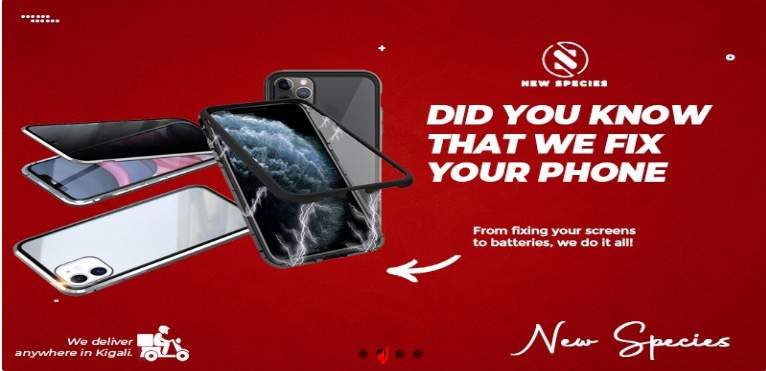 NEW SPECIES
DID YOU KNOW
THAT WE FIX
YOUR PHONE
From fixing your screens
to batteries, we do it all!
We deliver
anywhere in Kigali.
New Species